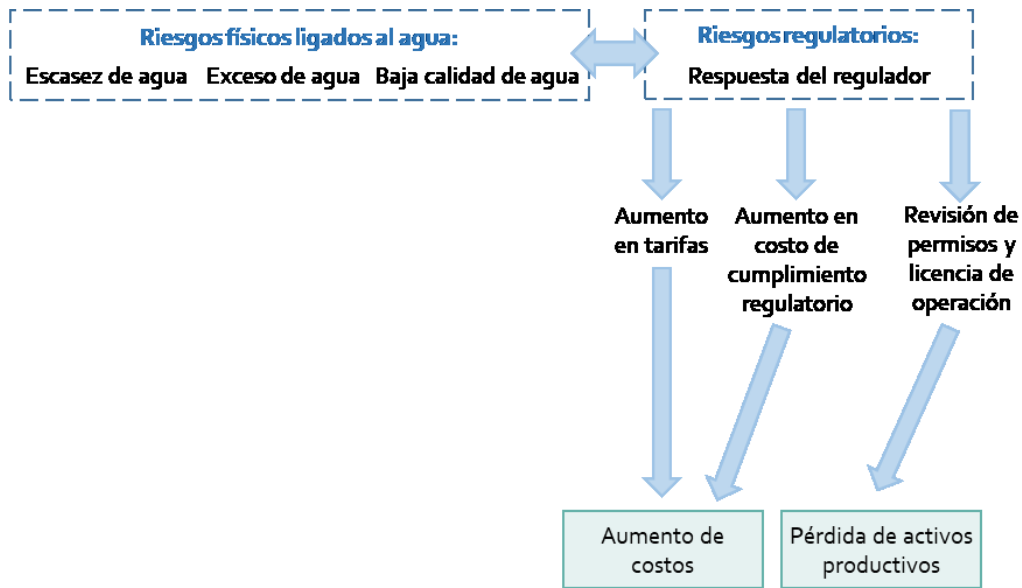 Riesgos físicos ligados al agua:
Escasez de agua Exceso de agua Baja calidad de agua
Riesgos regulatorios:
Respuesta del regulador
Aumento
en tarifas
Aumento en
costo de
cumplimiento
regulatorio
Revisión de
permisos y
licencia de
operación
Aumento de
costos
Pérdida de activos
productivos